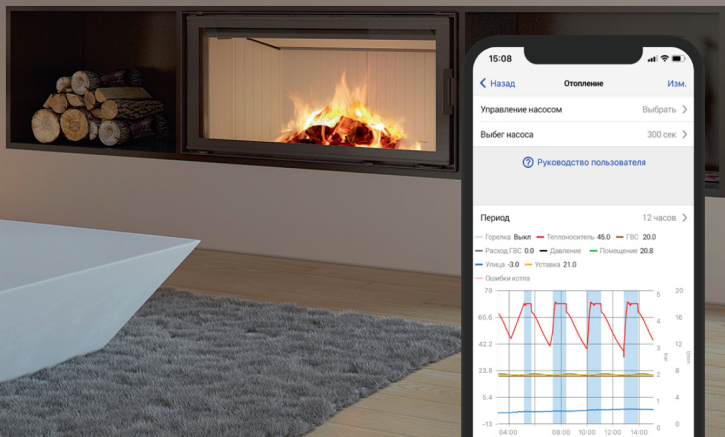 15:08
Назад Отопление Изм.
Управление насосом Выбрать
Выбег насоса 300 сек
Руководство пользователя
Период 12 часов
Горелка Выкл Теплоноситель 45.0 ГВС 20.0
Расход ГВС 0.0 Давление Помещение 20.8
Улица -3.0 Уставка 21.0
Ошибки котла
79 5 20
60.6 4 16
42.2 3 12
bar l/min
23.8 2 8
5.4 1 4
-13 0 0
04:00 08:00 10:00 12:00 14:00